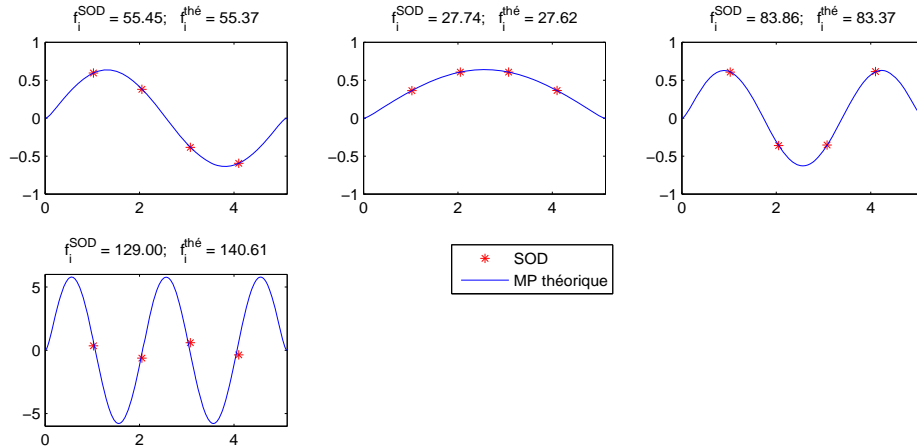 f_i^SOD = 55.45; f_i^thé = 55.37
1
0.5
0
−0.5
−1
0 2 4
f_i^SOD = 27.74; f_i^thé = 27.62
1
0.5
0
−0.5
−1
0 2 4
f_i^SOD = 83.86; f_i^thé = 83.37
1
0.5
0
−0.5
−1
0 2 4
f_i^SOD = 129.00; f_i^thé = 140.61
5
0
−5
0 2 4
SOD
MP théorique